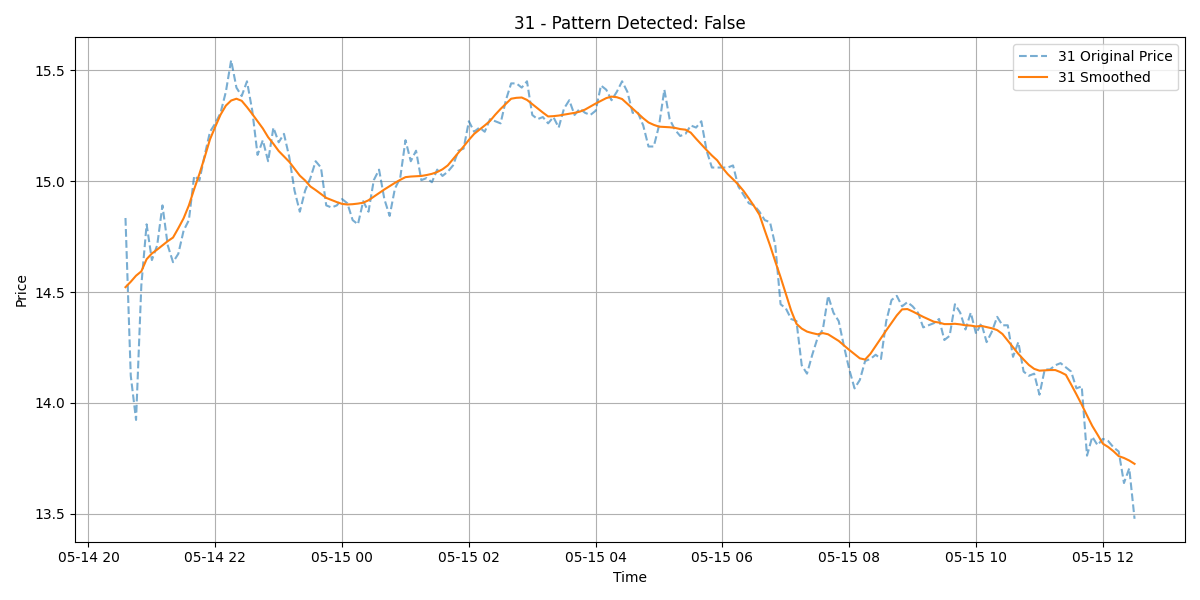 31 - Pattern Detected: False
31 Original Price
31 Smoothed
Price
15.5
15.0
14.5
14.0
13.5
05-14 20
05-14 22
05-15 00
05-15 02
05-15 04
05-15 06
05-15 08
05-15 10
05-15 12
Time